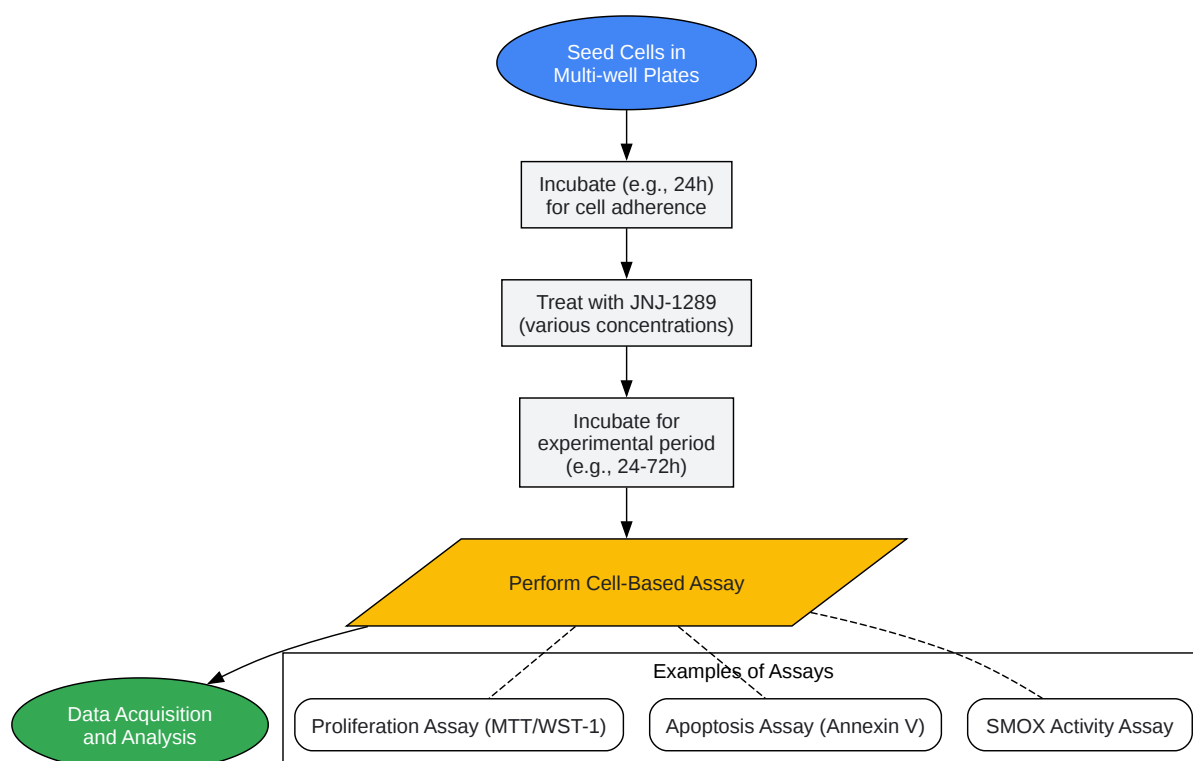 Seed Cells in
Multi-well Plates
Incubate (e.g., 24h)
for cell adherence
Treat with JNJ-1289
(various concentrations)
Incubate for
experimental period
(e.g., 24-72h)
Perform Cell-Based Assay
Examples of Assays
Data Acquisition
and Analysis
Proliferation Assay (MTT/WST-1)
Apoptosis Assay (Annexin V)
SMOX Activity Assay